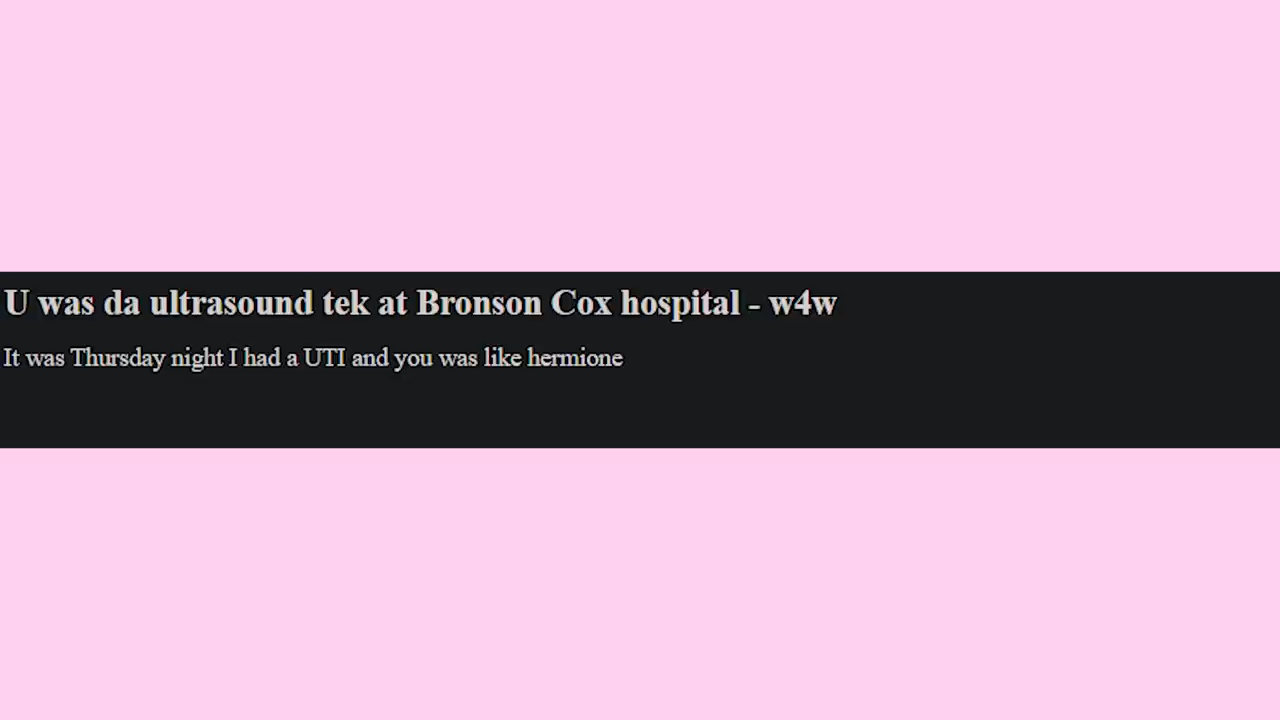 U was da ultrasound tek at Bronson Cox hospital - w4w
It was Thursday night I had a UTI and you was like hermione